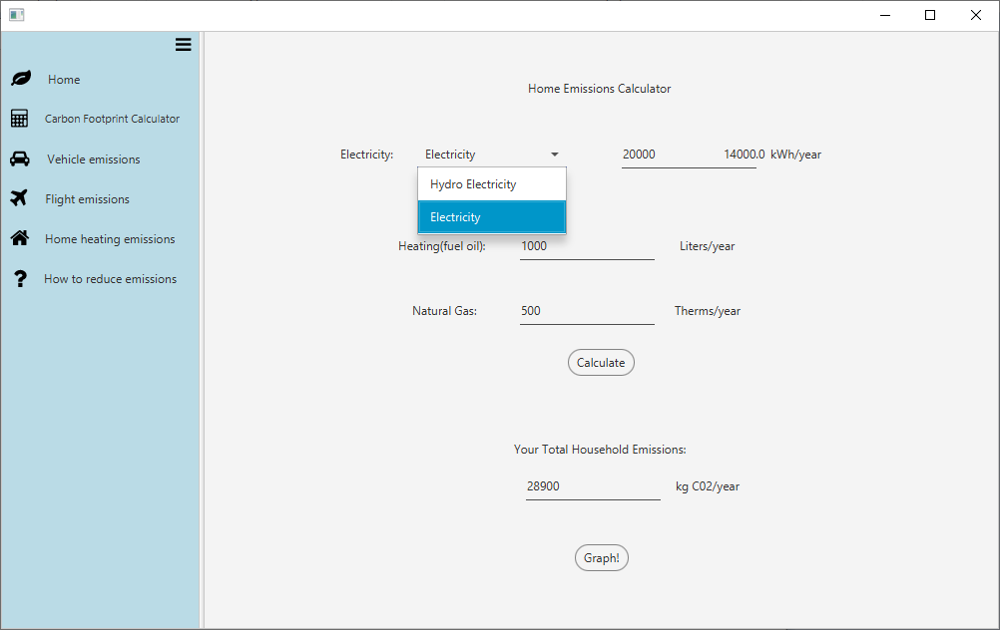 Home
Carbon Footprint Calculator
Vehicle emissions
Flight emissions
Home heating emissions
? How to reduce emissions
Home Emissions Calculator
Electricity: Electricity 20000 14000.0 kWh/year
Hydro Electricity
Electricity
Heating(fuel oil): 1000 Liters/year
Natural Gas: 500 Therms/year
Calculate
Your Total Household Emissions:
28900 kg C02/year
Graph!